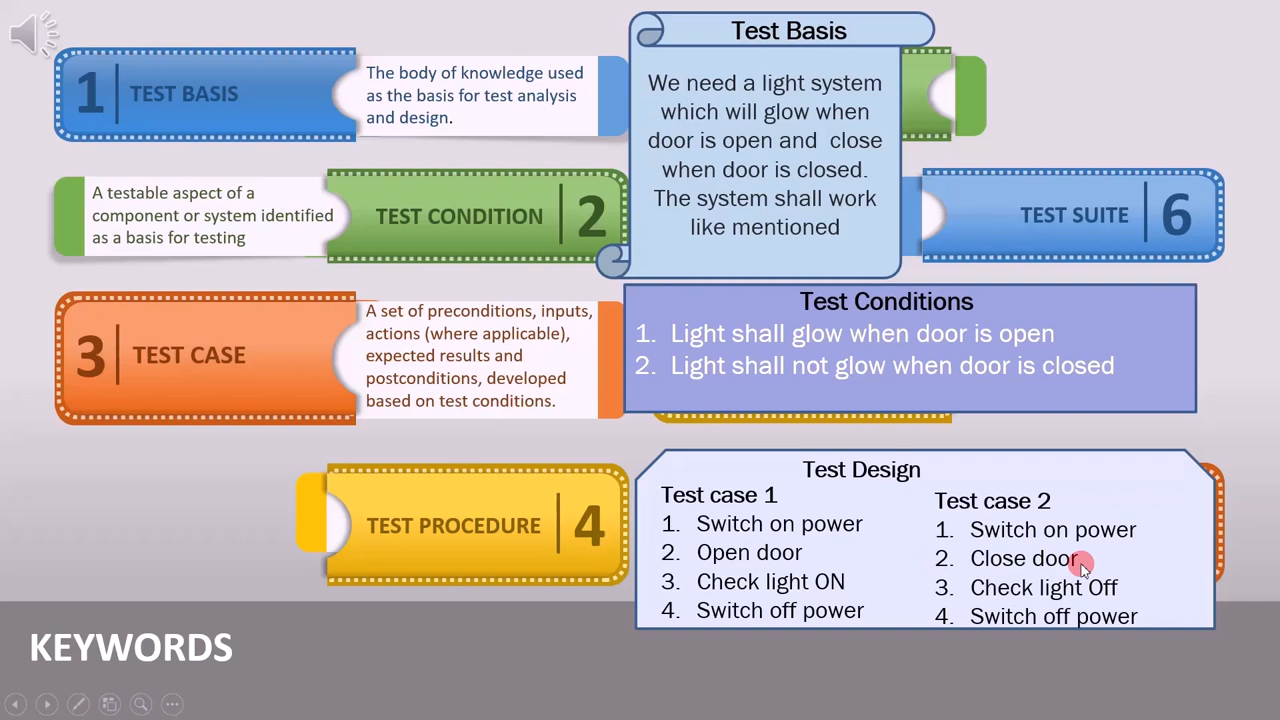 1 TEST BASIS
The body of knowledge used
as the basis for test analysis
and design.
A testable aspect of a
component or system identified
as a basis for testing
TEST CONDITION 2
3 TEST CASE
A set of preconditions, inputs,
actions (where applicable),
expected results and
postconditions, developed
based on test conditions.
TEST PROCEDURE 4
Test Basis
We need a light system
which will glow when
door is open and close
when door is closed.
The system shall work
like mentioned
TEST SUITE 6
Test Conditions
1. Light shall glow when door is open
2. Light shall not glow when door is closed
Test Design
Test case 1
1. Switch on power
2. Open door
3. Check light ON
4. Switch off power
Test case 2
1. Switch on power
2. Close door
3. Check light Off
4. Switch off power
KEYWORDS